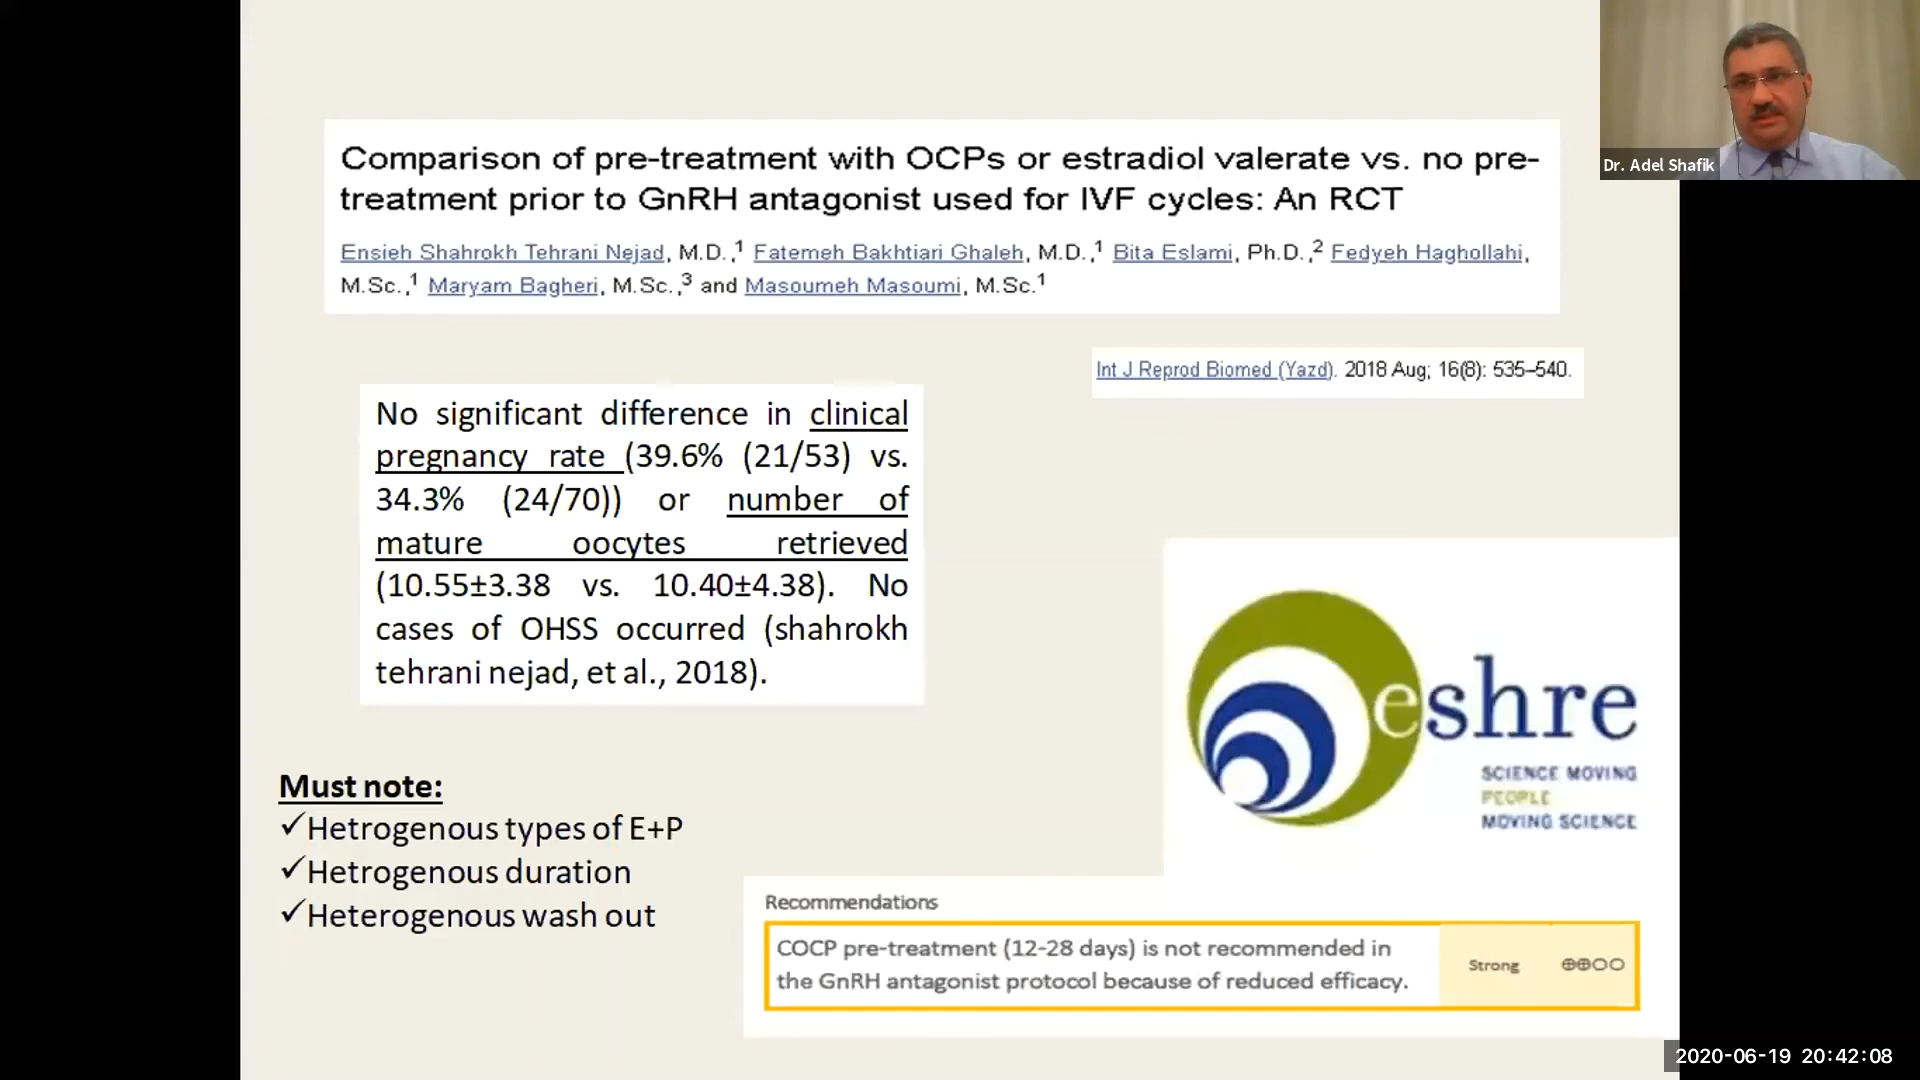 Comparison of pre-treatment with OCPs or estradiol valerate vs. no pre-
treatment prior to GnRH antagonist used for IVF cycles: An RCT
Ensieh Shahrokh Tehrani Nejad, M.D.,1 Fatemeh Bakhtiari Ghaleh, M.D.,1 Bita Eslami, Ph.D.,2 Fedyeh Haghollahi,
M.Sc.,1 Maryam Bagheri, M.Sc.,3 and Masoumeh Masoumi, M.Sc.1
Dr. Adel Shafik
Int J Reprod Biomed (Yazd). 2018 Aug; 16(8): 535–540.
No significant difference in clinical
pregnancy rate (39.6% (21/53) vs.
34.3% (24/70)) or number of
mature oocytes retrieved
(10.55±3.38 vs. 10.40±4.38). No
cases of OHSS occurred (shahrokh
tehrani nejad, et al., 2018).
eshre
SCIENCE MOVING
PEOPLE
MOVING SCIENCE
Must note:
✓Hetrogenous types of E+P
✓Hetrogenous duration
✓Heterogenous wash out
Recommendations
COCP pre-treatment (12-28 days) is not recommended in
the GnRH antagonist protocol because of reduced efficacy.
Strong ⊕⊕○○
2020-06-19 20:42:08